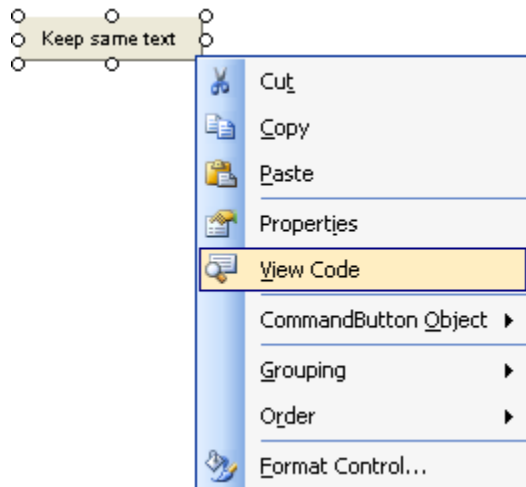 Keep same text
Cut
Copy
Paste
Properties
View Code
CommandButton Object
Grouping
Order
Format Control...